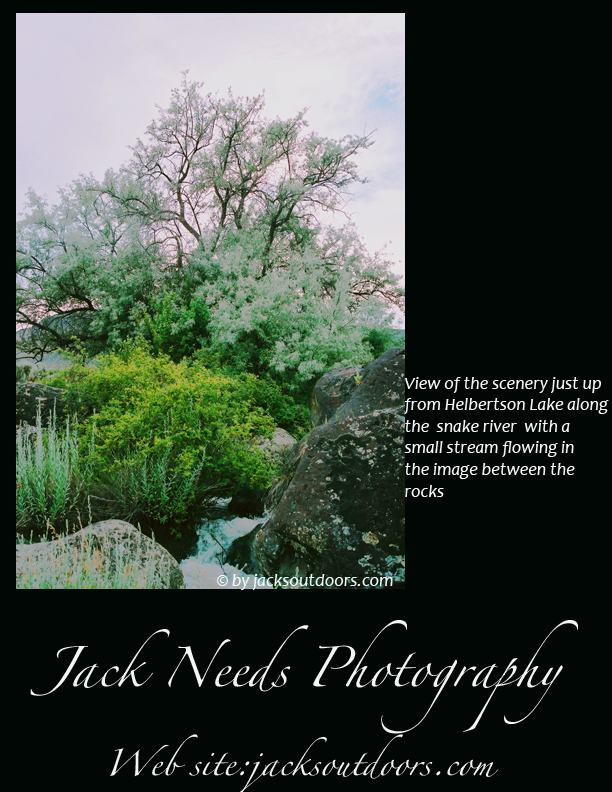 View of the scenery just up
from Helbertson Lake along
the snake river with a
small stream flowing in
the image between the
rocks
© by jacksoutdoors.com
Jack Needs Photography
Web site:jacksoutdoors.com